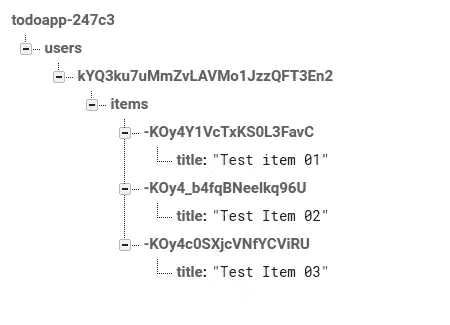 todoapp-247c3
users
kYQ3ku7uMmZvLAVMo1JzzQFT3En2
items
-KOy4Y1VcTxKS0L3FavC
title: "Test item 01"
-KOy4_b4fqBNeelkq96U
title: "Test Item 02"
-KOy4c0SXjcVNfYCViRU
title: "Test Item 03"